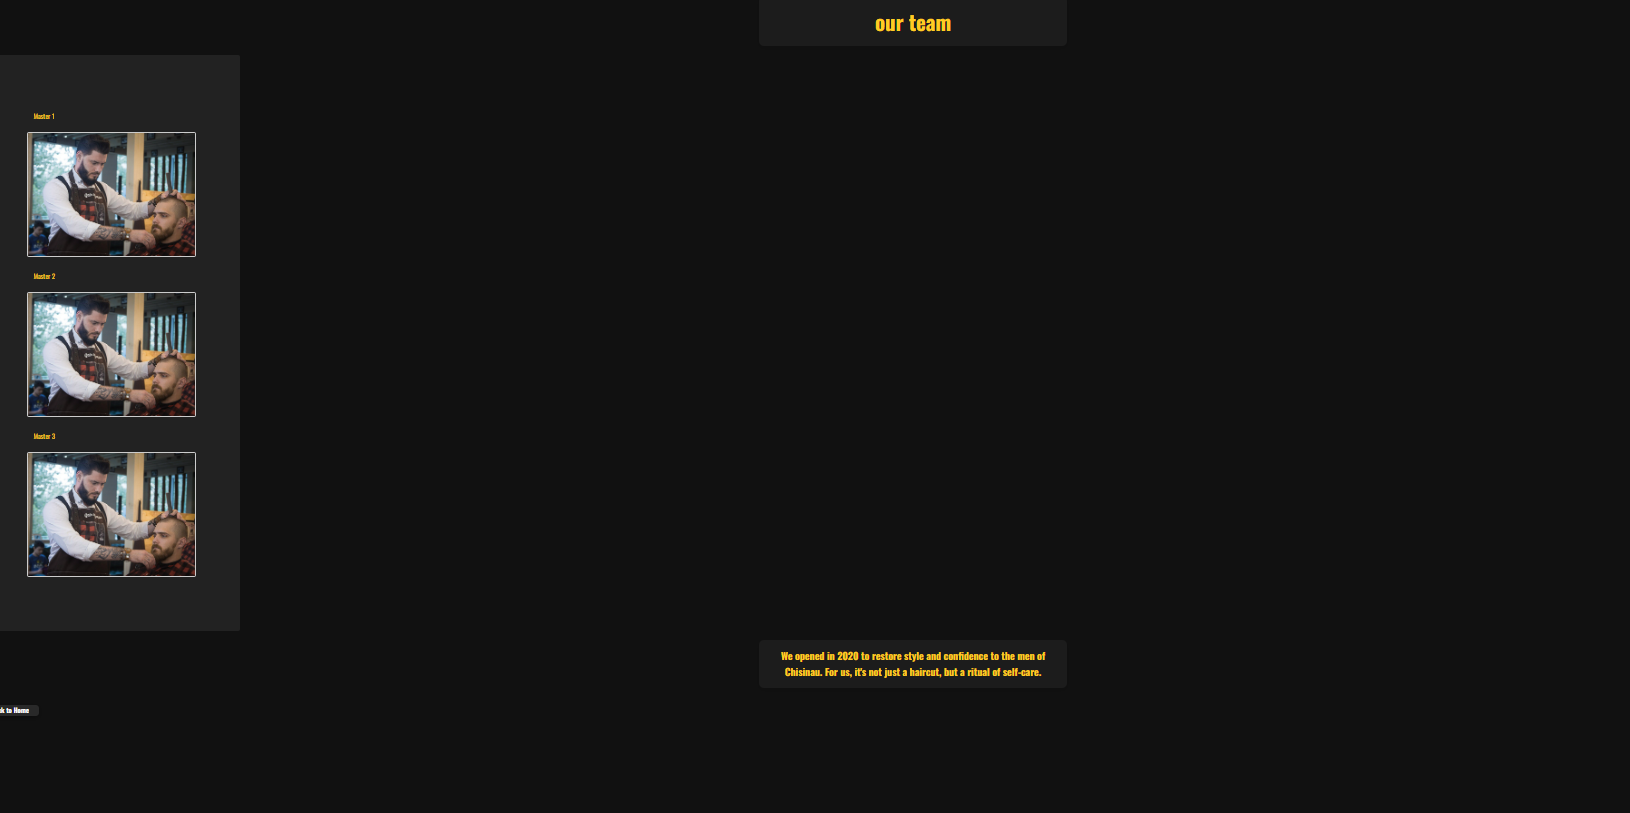 our team
Master 1
Master 2
Master 3
We opened in 2020 to restore style and confidence to the men of
Chisinau. For us, it's not just a haircut, but a ritual of self-care.
to Home